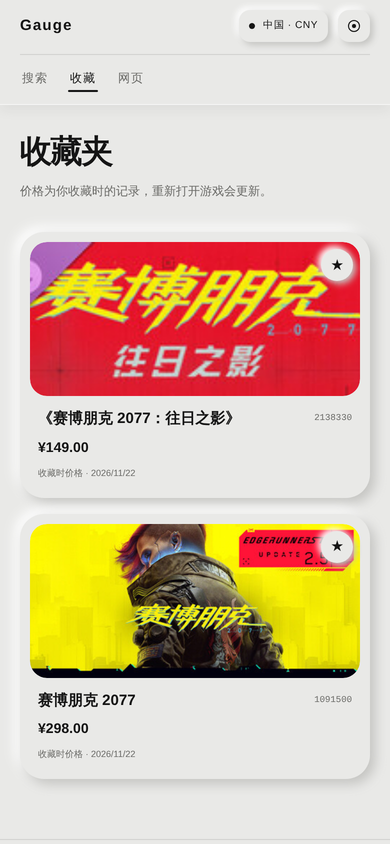 Gauge
中国 · CNY
搜索
收藏
网页
收藏夹
价格为你收藏时的记录，重新打开游戏会更新。
赛博朋克
2077
往日之影
★
《赛博朋克 2077：往日之影》
2138330
¥149.00
收藏时价格 · 2026/11/22
EDGERUNNERS
UPDATE
★
赛博朋克
2077
赛博朋克 2077
1091500
¥298.00
收藏时价格 · 2026/11/22